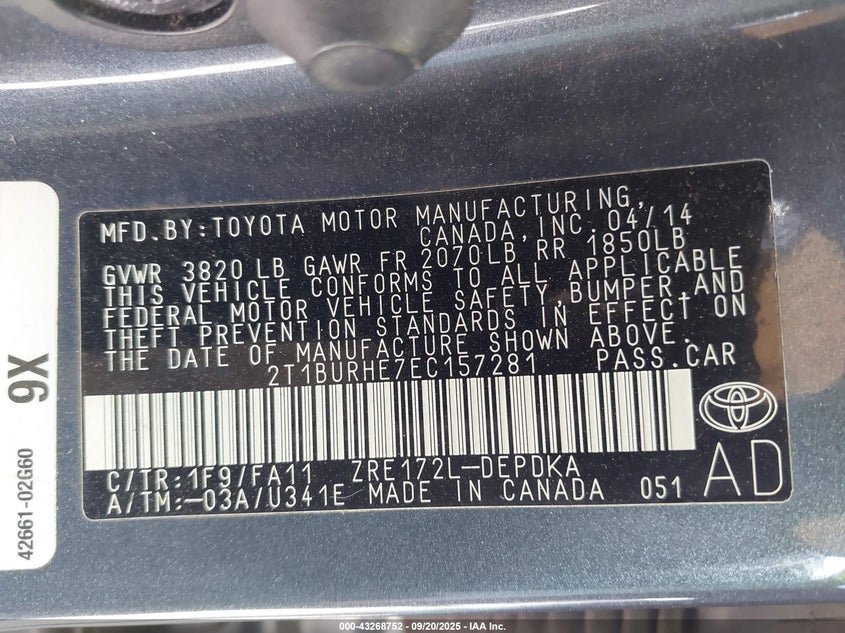 MFD.BY:TOYOTA MOTOR MANUFACTURING,
CANADA,INC. 04/14
GVWR 3820 LB GAWR FR 2070LB, RR 1850LB
THIS VEHICLE CONFORMS TO ALL APPLICABLE
FEDERAL MOTOR VEHICLE SAFETY,BUMPER,AND
THEFT PREVENTION STANDARDS IN EFFECT ON
THE DATE OF MANUFACTURE SHOWN ABOVE.
2T1BURHE7EC157281 PASS.CAR
C/TR:1F9/FA11 ZRE172L-DEPDKA
A/TM:-03A/U341E MADE IN CANADA 051
AD
9X
42661-02G60
000-43268752 - 09/20/2025 - IAA Inc.